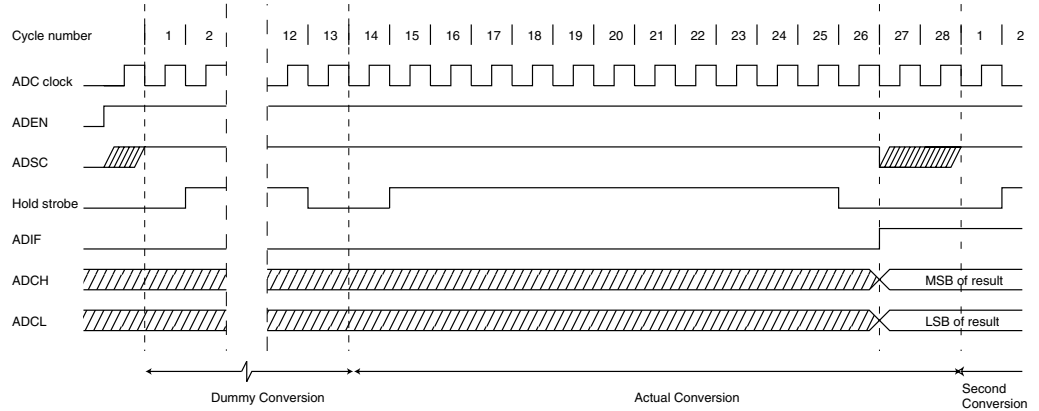 Cycle number 1 2 12 13 14 15 16 17 18 19 20 21 22 23 24 25 26 27 28 1 2
ADC clock
ADEN
ADSC
Hold strobe
ADIF
ADCH MSB of result
ADCL LSB of result
Dummy Conversion Actual Conversion Second
Conversion